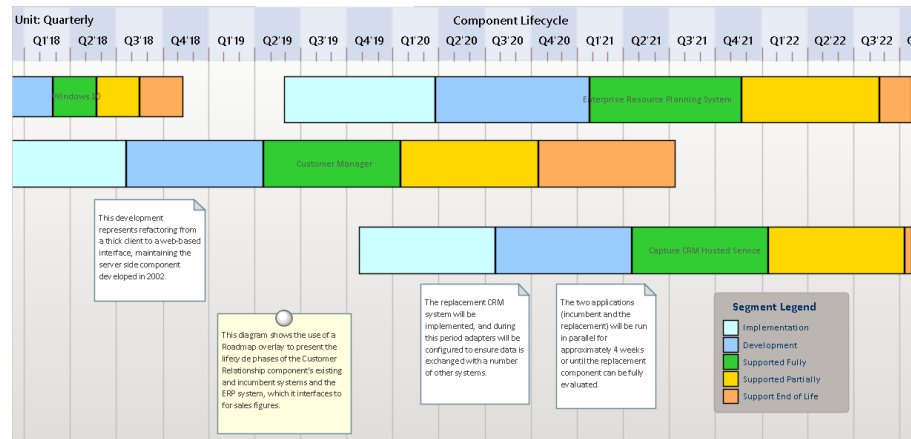 Unit: Quarterly
Component Lifecycle
Q1'18 Q2'18 Q3'18 Q4'18 Q1'19 Q2'19 Q3'19 Q4'19 Q1'20 Q2'20 Q3'20 Q4'20 Q1'21 Q2'21 Q3'21 Q4'21 Q1'22 Q2'22 Q3'22
Windows 10
Enterprise Resource Planning System
Customer Manager
Capture CRM Hosted Service
This development
represents refactoring from
a thick client to a web-based
interface, maintaining the
server side component
developed in 2002.
This diagram shows the use of a
Roadmap overlay to present the
lifecycle phases of the Customer
Relationship component's existing
and incumbent systems and the
ERP system, which it interfaces to
for sales figures.
The replacement CRM
system will be
implemented, and during
this period adapters will be
configured to ensure data is
exchanged with a number
of other systems.
The two applications
(incumbent and the
replacement) will be run
in parallel for
approximately 4 weeks
or until the replacement
component can be fully
evaluated.
Segment Legend
Implementation
Development
Supported Fully
Supported Partially
Support End of Life